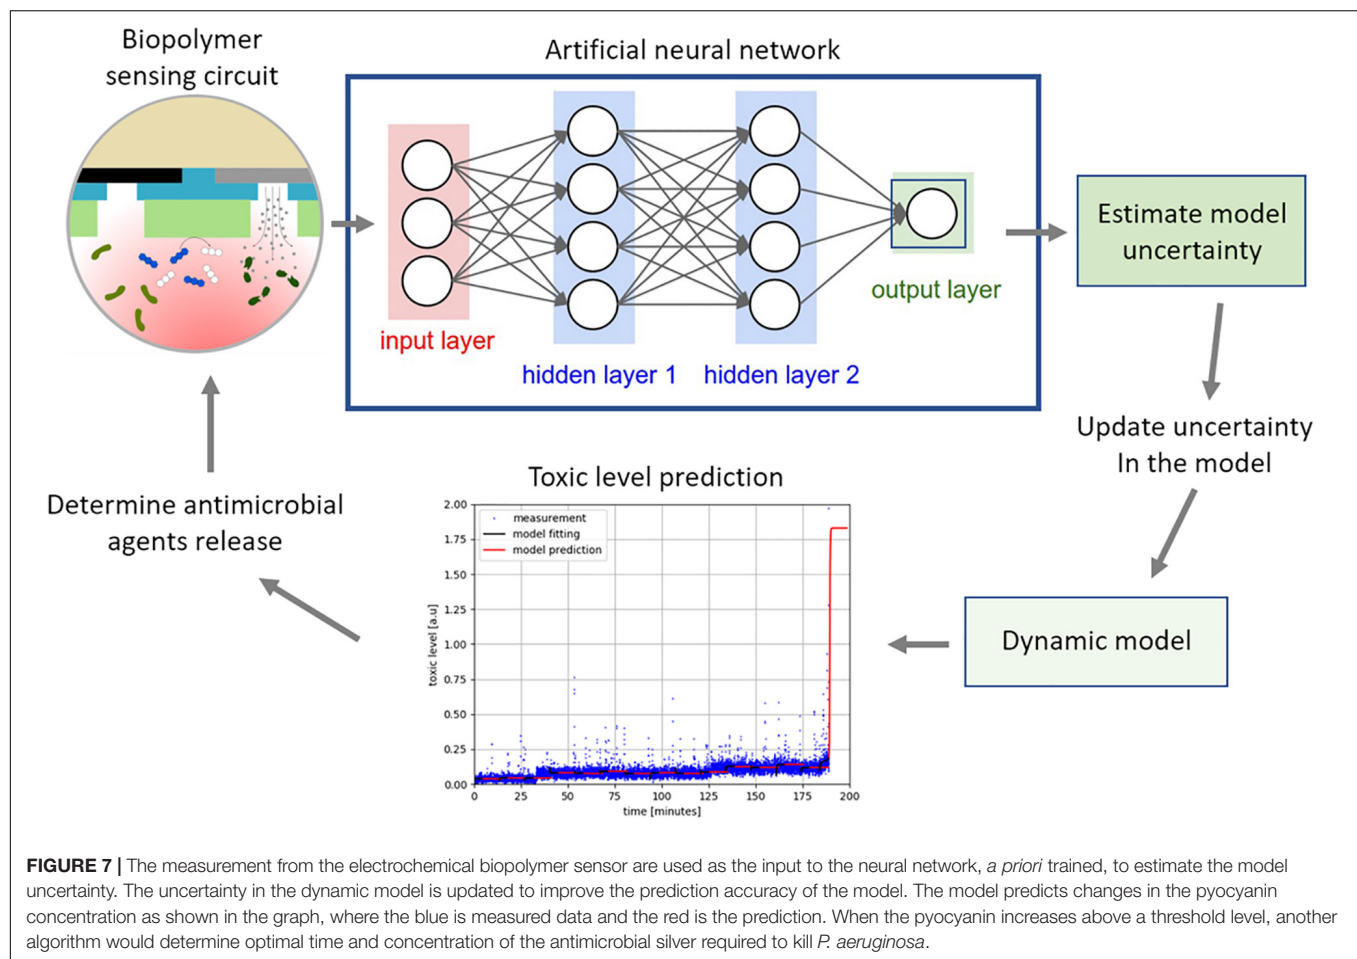 Biopolymer
sensing circuit
Artificial neural network
input layer
hidden layer 1
hidden layer 2
output layer
Estimate model
uncertainty
Update uncertainty
In the model
Dynamic model
Toxic level prediction
measurement
model fitting
model prediction
2.00
1.75
1.50
1.25
1.00
0.75
0.50
0.25
0.00
toxic level [a.u]
0 25 50 75 100 125 150 175 200
time [minutes]
Determine antimicrobial
agents release
FIGURE 7 | The measurement from the electrochemical biopolymer sensor are used as the input to the neural network, a priori trained, to estimate the model
uncertainty. The uncertainty in the dynamic model is updated to improve the prediction accuracy of the model. The model predicts changes in the pyocyanin
concentration as shown in the graph, where the blue is measured data and the red is the prediction. When the pyocyanin increases above a threshold level, another
algorithm would determine optimal time and concentration of the antimicrobial silver required to kill P. aeruginosa.